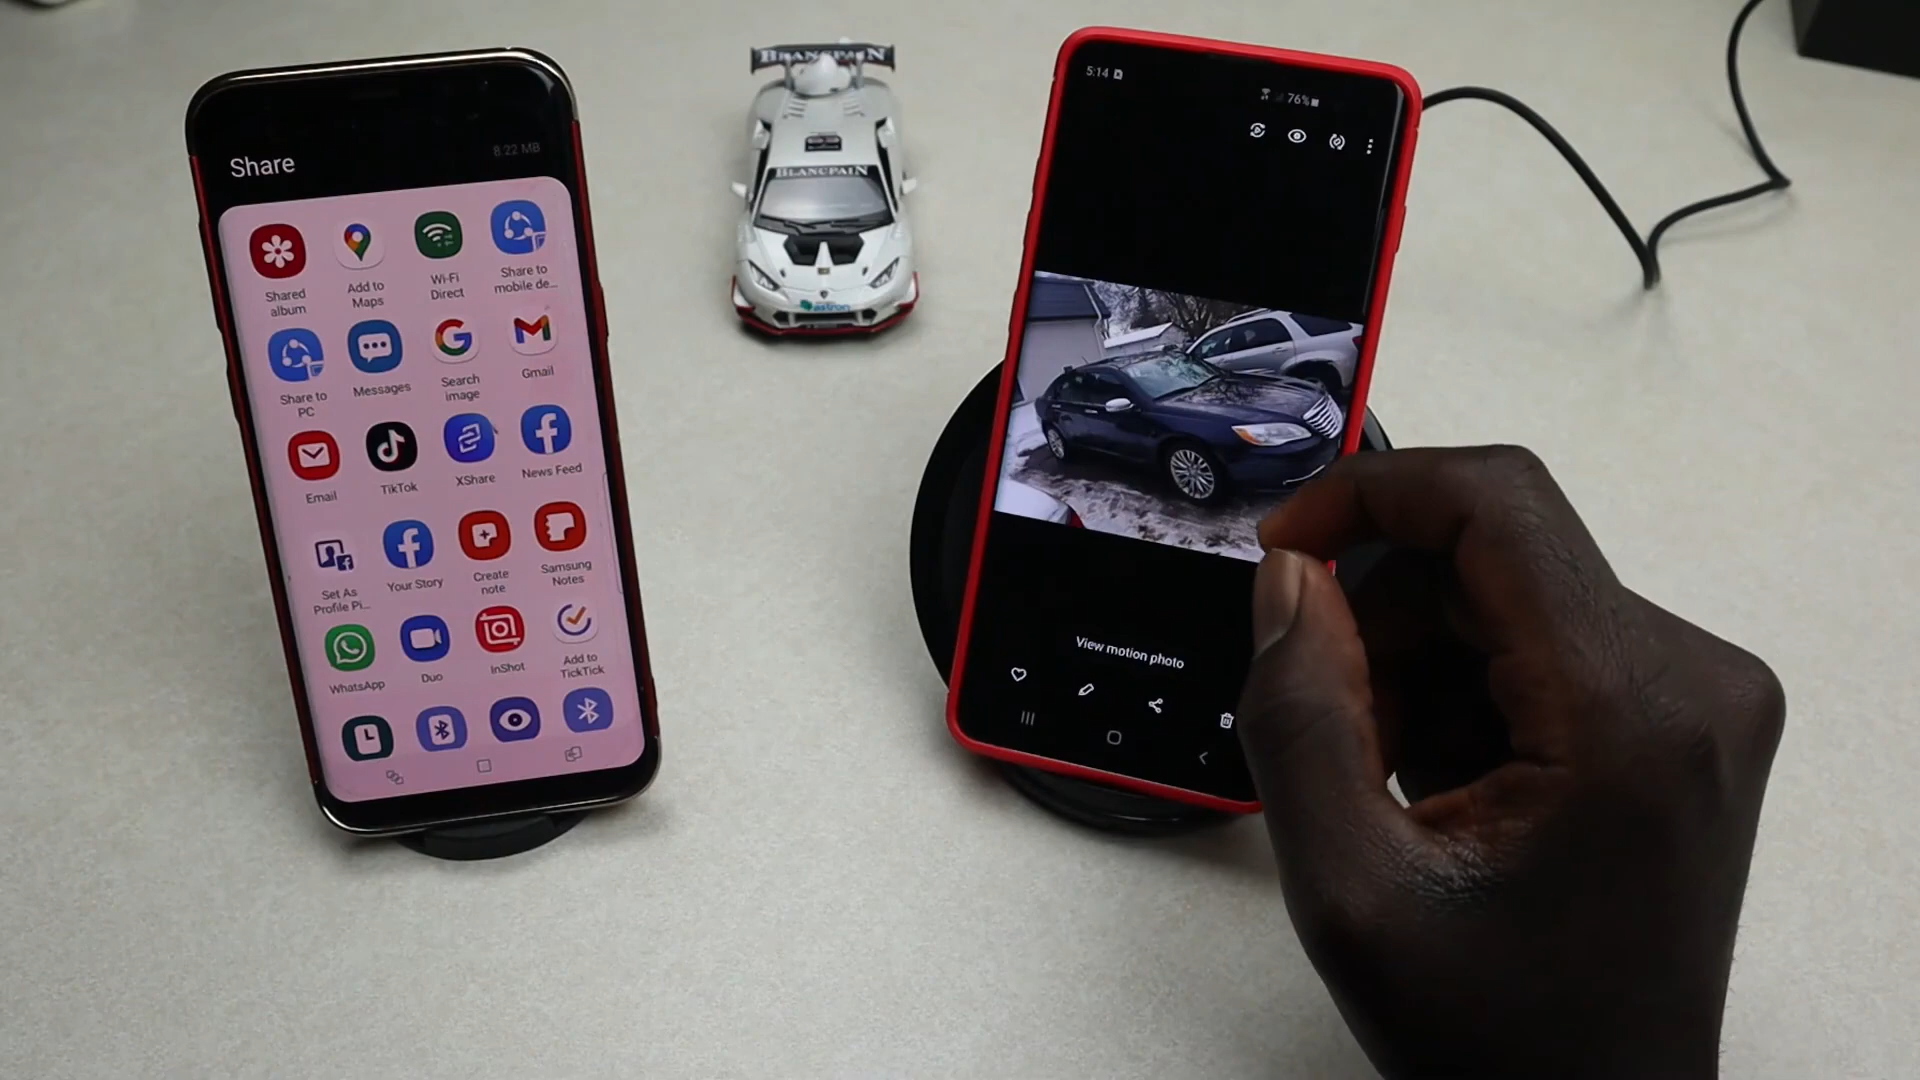 Share
8.22 MB
Shared
album
Add to
Maps
Wi-Fi
Direct
Share to
mobile de...
Share to
PC
Messages
Search
image
Gmail
Email
TikTok
XShare
News Feed
Set As
Profile Pi...
Your Story
Create
note
Samsung
Notes
WhatsApp
Duo
InShot
Add to
TickTick
BLANCPAIN
BLANCPAIN
astron
5:14
76%
View motion photo